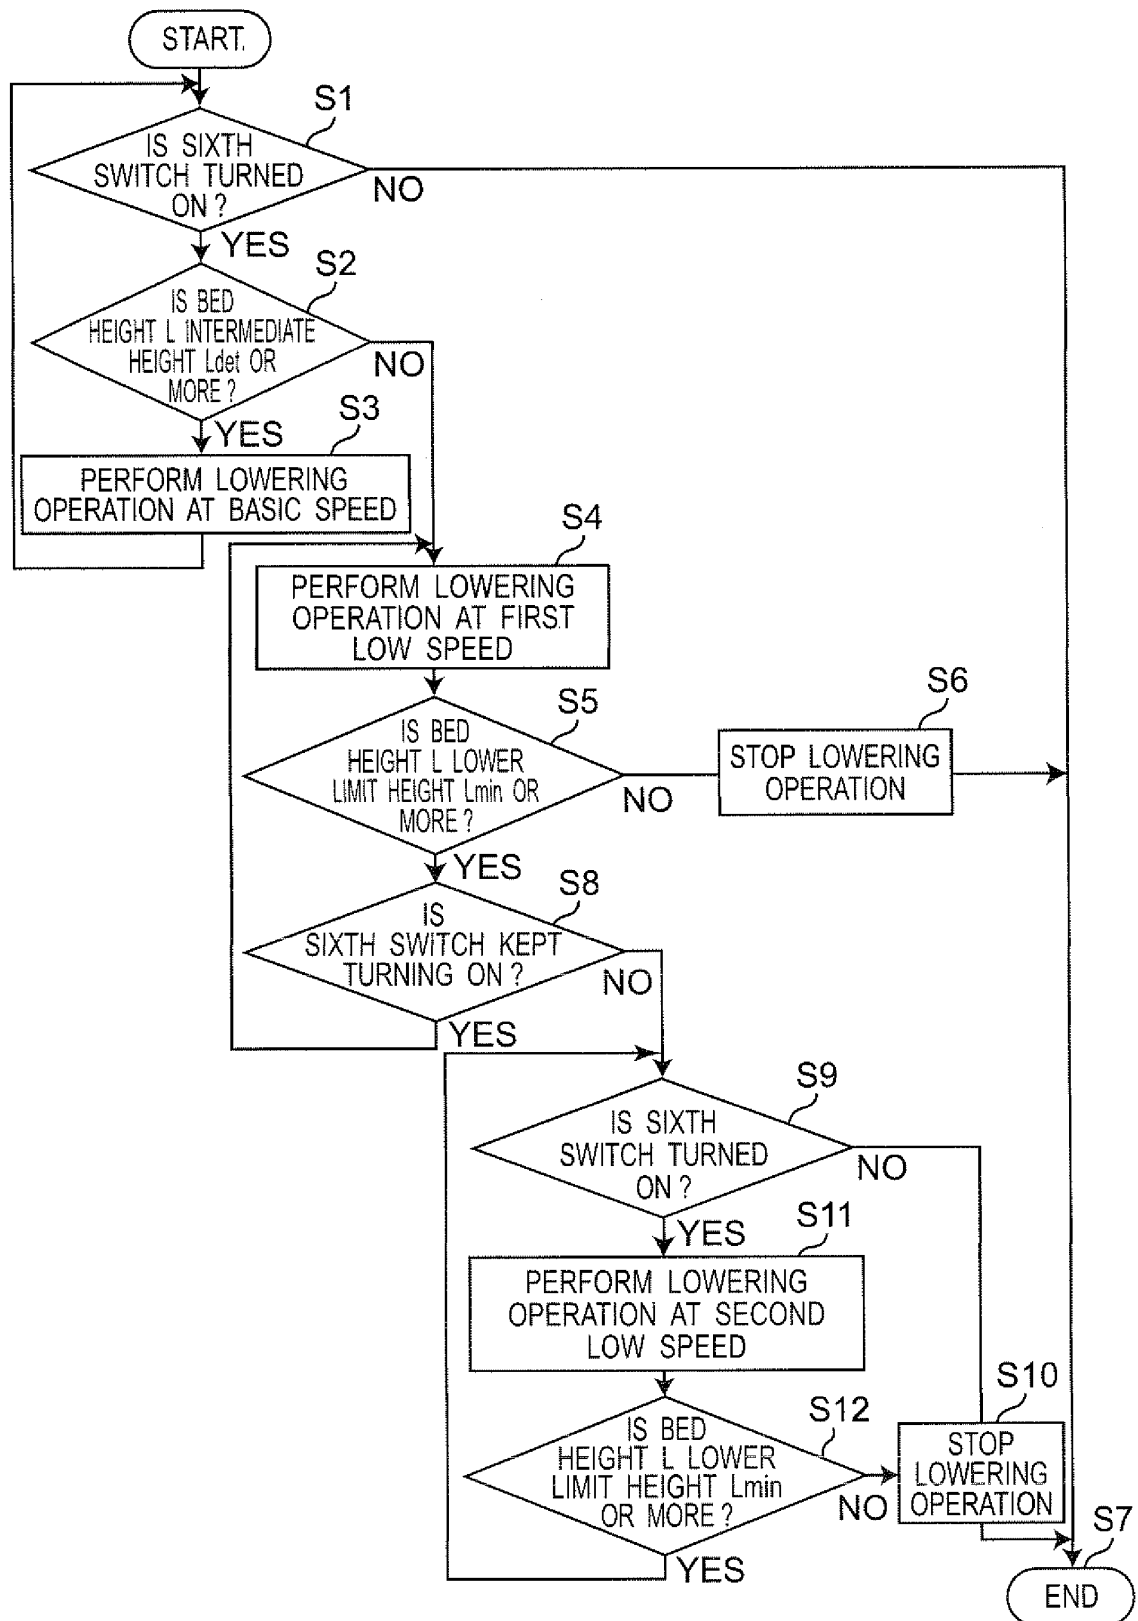 START.
S1
IS SIXTH
SWITCH TURNED
ON?
NO
YES
S2
IS BED
HEIGHT L INTERMEDIATE
HEIGHT Ldet OR
MORE?
NO
YES
S3
PERFORM LOWERING
OPERATION AT BASIC SPEED
S4
PERFORM LOWERING
OPERATION AT FIRST
LOW SPEED
S5
IS BED
HEIGHT L LOWER
LIMIT HEIGHT Lmin OR
MORE?
NO
S6
STOP LOWERING
OPERATION
YES
S8
IS
SIXTH SWITCH KEPT
TURNING ON?
NO
YES
S9
IS SIXTH
SWITCH TURNED
ON?
NO
YES
S11
PERFORM LOWERING
OPERATION AT SECOND
LOW SPEED
S12
IS BED
HEIGHT L LOWER
LIMIT HEIGHT Lmin
OR MORE?
NO
S10
STOP
LOWERING
OPERATION
YES
S7
END